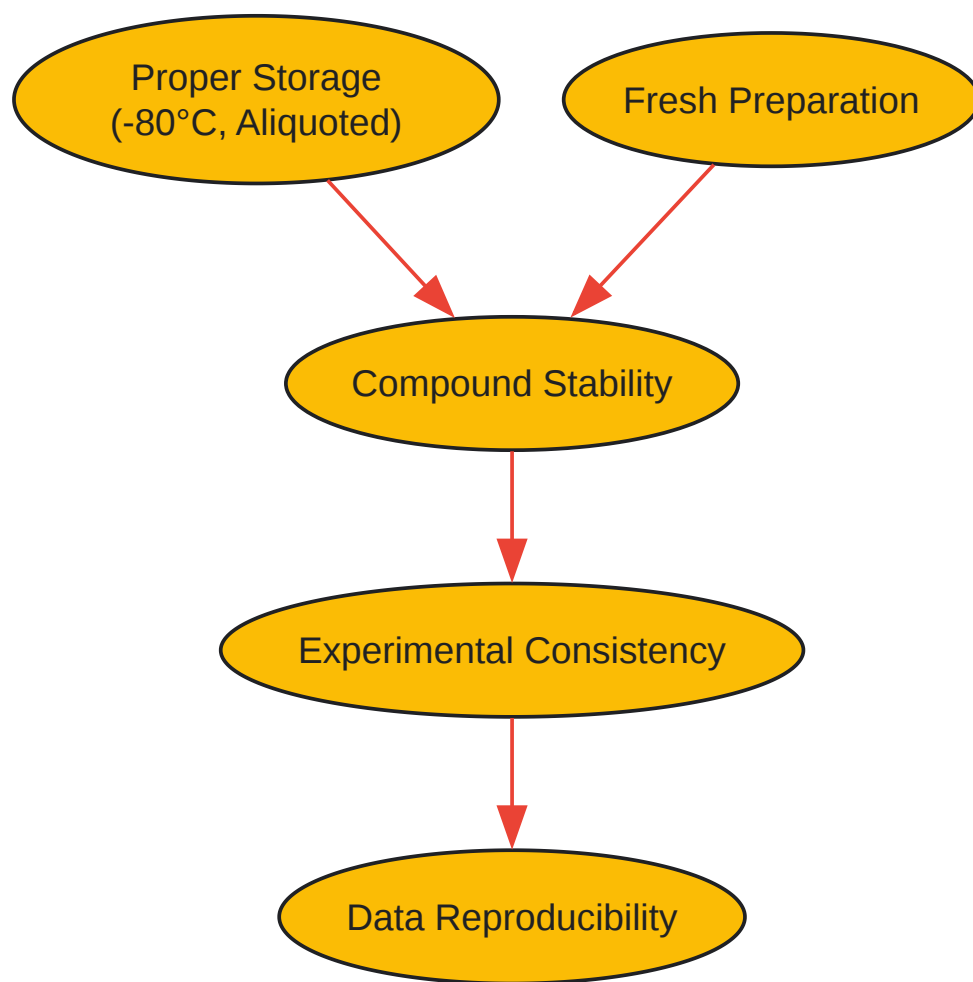 Proper Storage
(-80°C, Aliquoted)
Fresh Preparation
Compound Stability
Experimental Consistency
Data Reproducibility